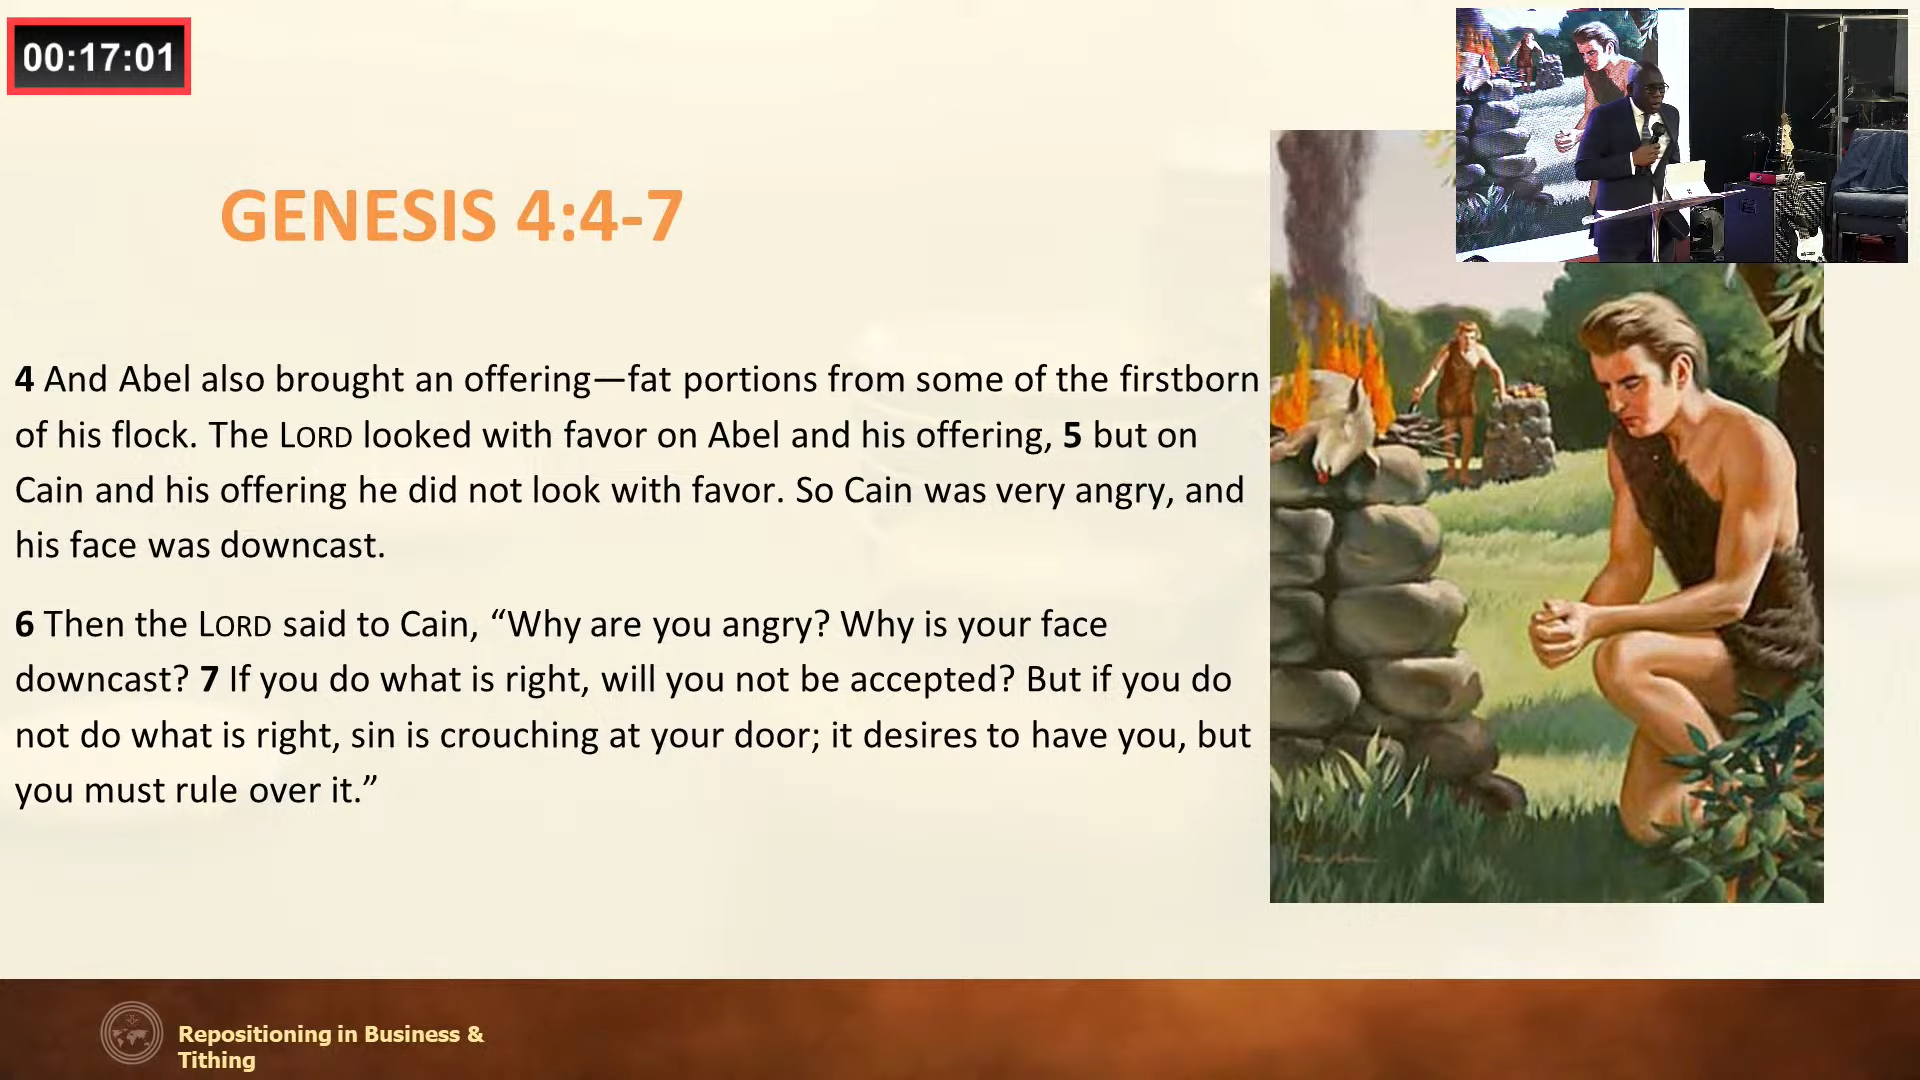 00:17:01
GENESIS 4:4-7
4 And Abel also brought an offering—fat portions from some of the firstborn
of his flock. The LORD looked with favor on Abel and his offering, 5 but on
Cain and his offering he did not look with favor. So Cain was very angry, and
his face was downcast.
6 Then the LORD said to Cain, “Why are you angry? Why is your face
downcast? 7 If you do what is right, will you not be accepted? But if you do
not do what is right, sin is crouching at your door; it desires to have you, but
you must rule over it.”
Repositioning in Business &
Tithing